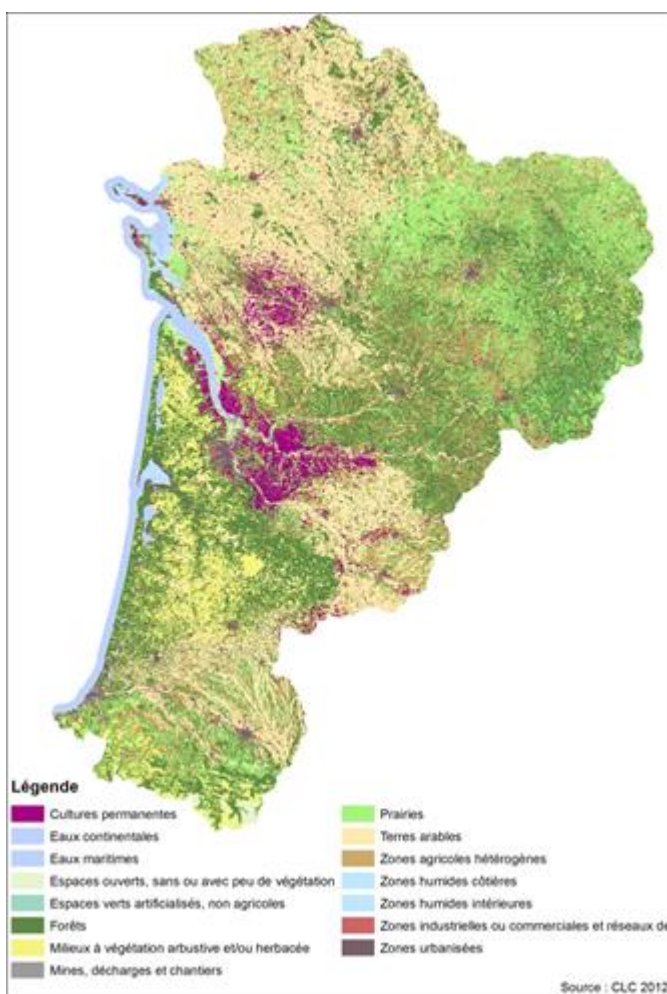 Légende
Cultures permanentes
Eaux continentales
Eaux maritimes
Espaces ouverts, sans ou avec peu de végétation
Espaces verts artificialisés, non agricoles
Forêts
Milieux à végétation arbustive et/ou herbacée
Mines, décharges et chantiers
Prairies
Terres arables
Zones agricoles hétérogènes
Zones humides côtières
Zones humides intérieures
Zones industrielles ou commerciales et réseaux de
Zones urbanisées
Source : CLC 2012